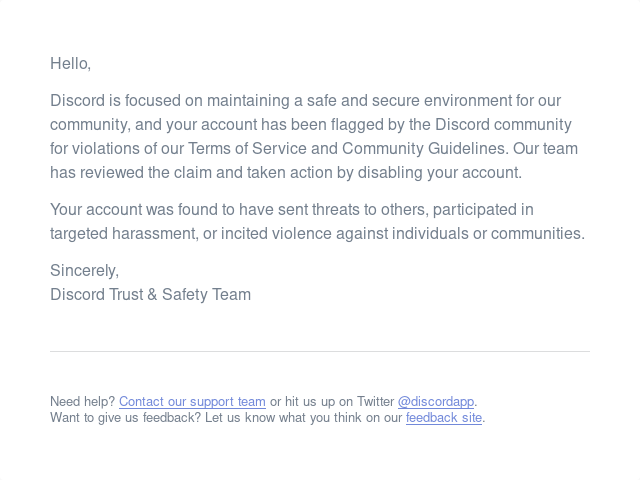 Hello,
Discord is focused on maintaining a safe and secure environment for our
community, and your account has been flagged by the Discord community
for violations of our Terms of Service and Community Guidelines. Our team
has reviewed the claim and taken action by disabling your account.
Your account was found to have sent threats to others, participated in
targeted harassment, or incited violence against individuals or communities.
Sincerely,
Discord Trust & Safety Team
Need help? Contact our support team or hit us up on Twitter @discordapp.
Want to give us feedback? Let us know what you think on our feedback site.